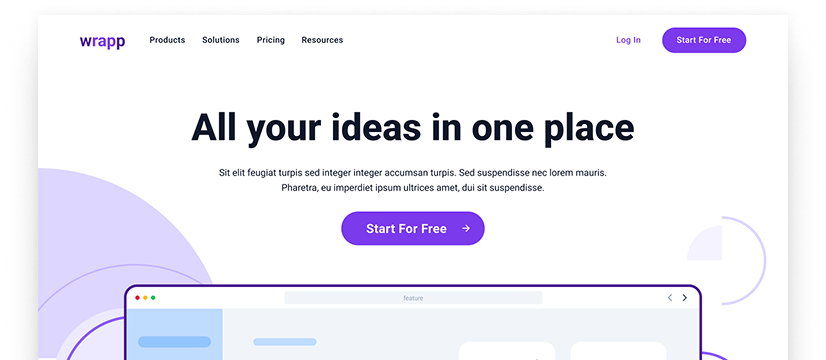 wrapp
Products
Solutions
Pricing
Resources
Log In
Start For Free
All your ideas in one place
Sit elit feugiat turpis sed integer integer accumsan turpis. Sed suspendisse nec lorem mauris.
Pharetra, eu imperdiet ipsum ultrices amet, dui sit suspendisse.
Start For Free
feature